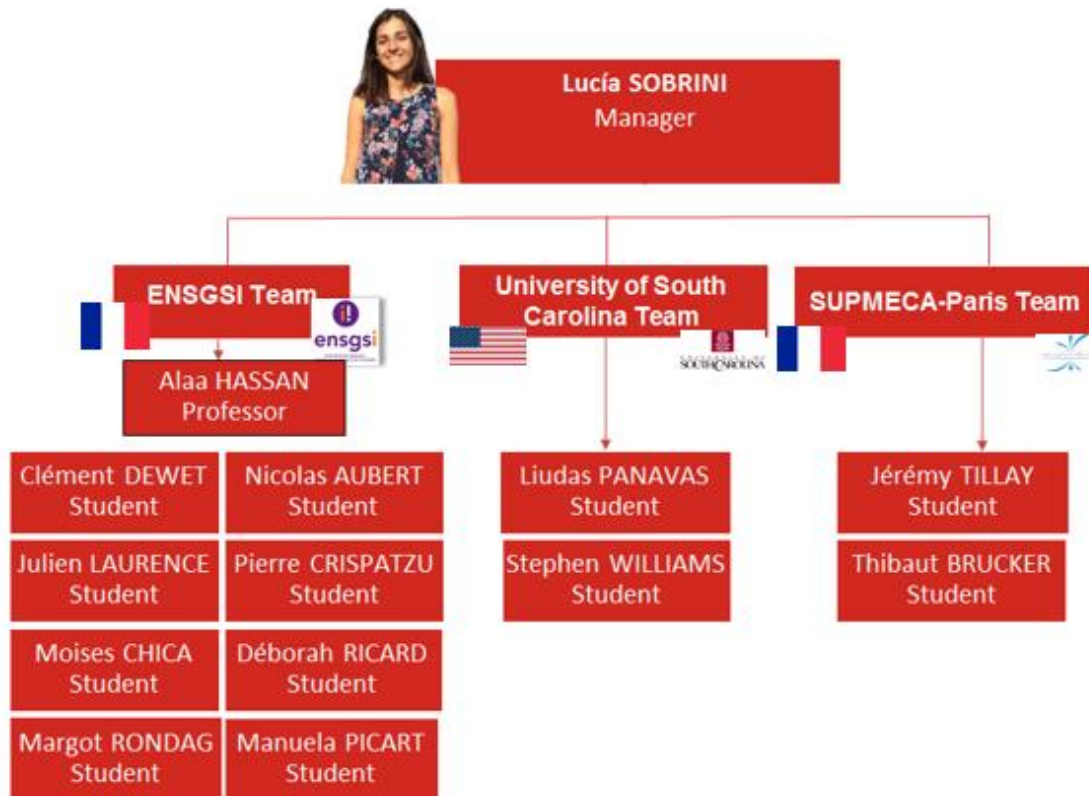 Lucía SOBRINI
Manager
ENSGSI Team
ensgsi
University of South
Carolina Team
SOUTH CAROLINA
SUPMECA-Paris Team
Alaa HASSAN
Professor
Clément DEWET
Student
Nicolas AUBERT
Student
Liudas PANAVAS
Student
Jérémy TILLAY
Student
Julien LAURENCE
Student
Pierre CRISPATZU
Student
Stephen WILLIAMS
Student
Thibaut BRUCKER
Student
Moises CHICA
Student
Déborah RICARD
Student
Margot RONDAG
Student
Manuela PICART
Student